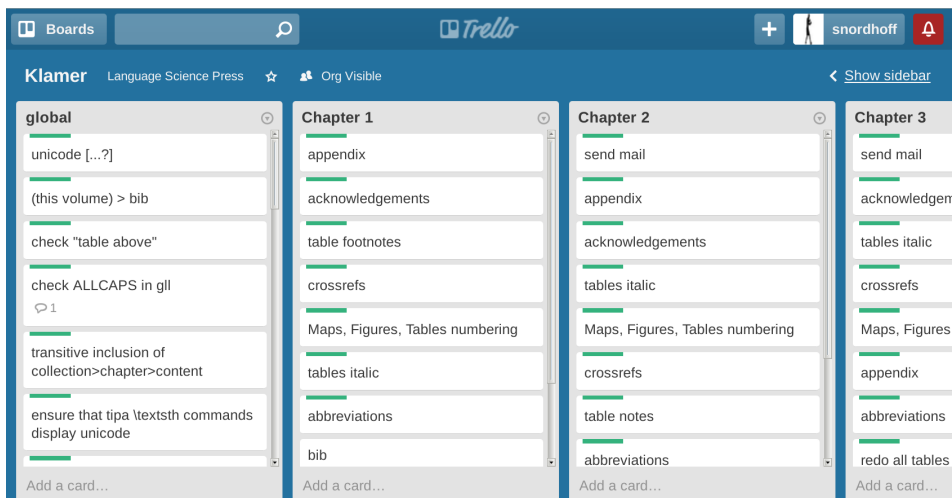 Boards
Trello
snordhoff
Klamer
Language Science Press
Org Visible
Show sidebar
global
unicode [...?]
(this volume) > bib
check "table above"
check ALLCAPS in gll
1
transitive inclusion of
collection>chapter>content
ensure that tipa \textsth commands
display unicode
Add a card…
Chapter 1
appendix
acknowledgements
table footnotes
crossrefs
Maps, Figures, Tables numbering
tables italic
abbreviations
bib
Add a card…
Chapter 2
send mail
appendix
acknowledgements
tables italic
Maps, Figures, Tables numbering
crossrefs
table notes
abbreviations
Add a card…
Chapter 3
send mail
acknowledgem
tables italic
crossrefs
Maps, Figures
appendix
abbreviations
redo all tables
Add a card…